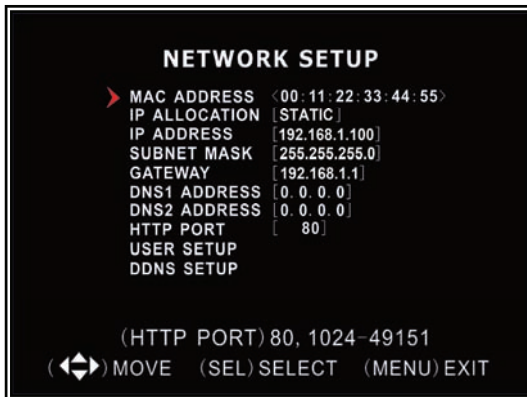 NETWORK SETUP
MAC ADDRESS <00:11:22:33:44:55>
IP ALLOCATION [STATIC]
IP ADDRESS [192.168.1.100]
SUBNET MASK [255.255.255.0]
GATEWAY [192.168.1.1]
DNS1 ADDRESS [0. 0. 0. 0]
DNS2 ADDRESS [0. 0. 0. 0]
HTTP PORT [ 80]
USER SETUP
DDNS SETUP
(HTTP PORT) 80, 1024-49151
( ) MOVE (SEL) SELECT (MENU) EXIT